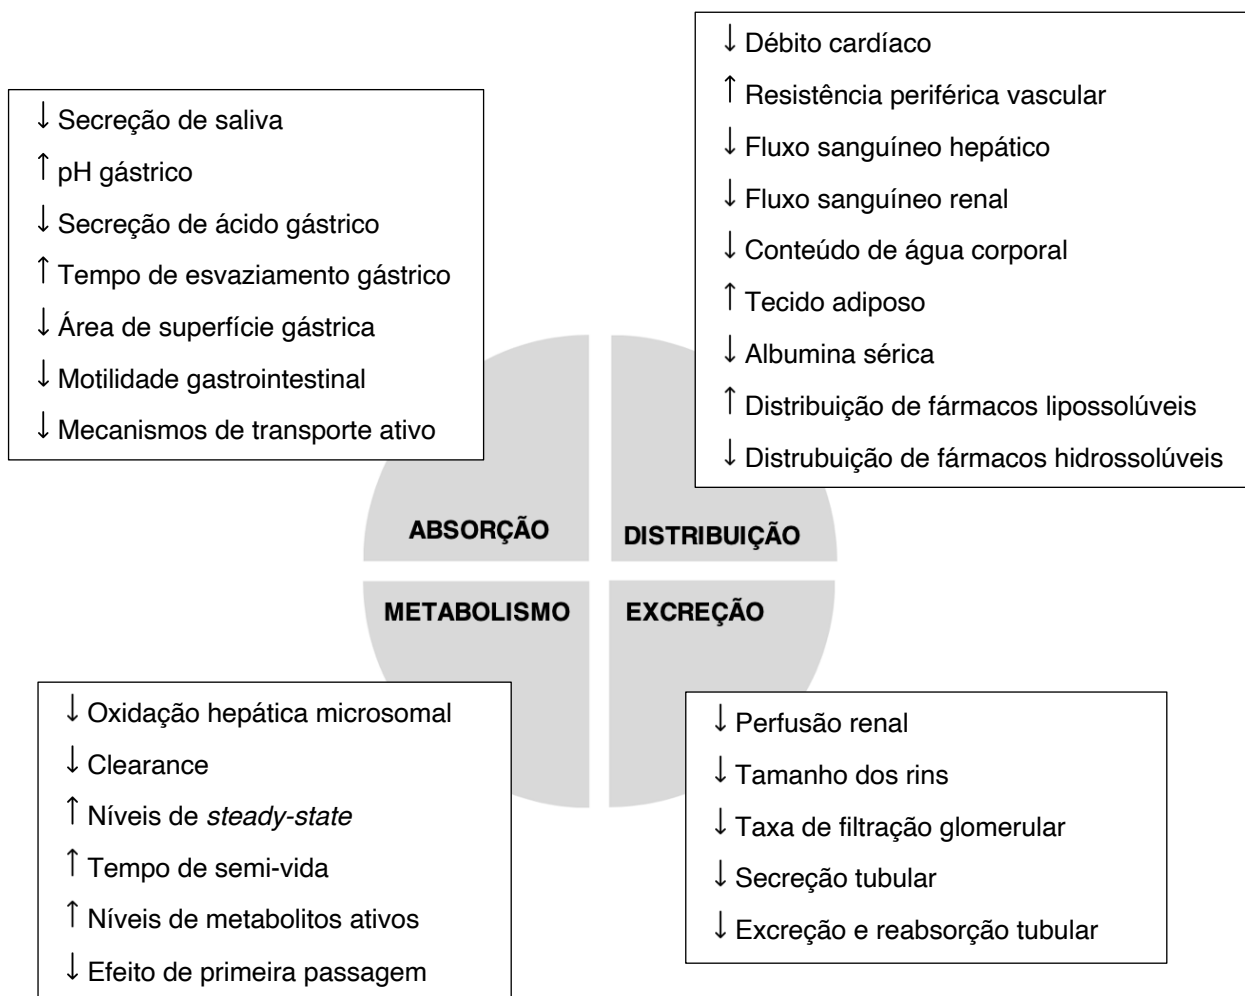 ↓ Secreção de saliva
↑ pH gástrico
↓ Secreção de ácido gástrico
↑ Tempo de esvaziamento gástrico
↓ Área de superfície gástrica
↓ Motilidade gastrointestinal
↓ Mecanismos de transporte ativo
↓ Débito cardíaco
↑ Resistência periférica vascular
↓ Fluxo sanguíneo hepático
↓ Fluxo sanguíneo renal
↓ Conteúdo de água corporal
↑ Tecido adiposo
↓ Albumina sérica
↑ Distribuição de fármacos lipossolúveis
↓ Distrubuição de fármacos hidrossolúveis
ABSORÇÃO
DISTRIBUIÇÃO
METABOLISMO
EXCREÇÃO
↓ Oxidação hepática microsomal
↓ Clearance
↑ Níveis de steady-state
↑ Tempo de semi-vida
↑ Níveis de metabolitos ativos
↓ Efeito de primeira passagem
↓ Perfusão renal
↓ Tamanho dos rins
↓ Taxa de filtração glomerular
↓ Secreção tubular
↓ Excreção e reabsorção tubular